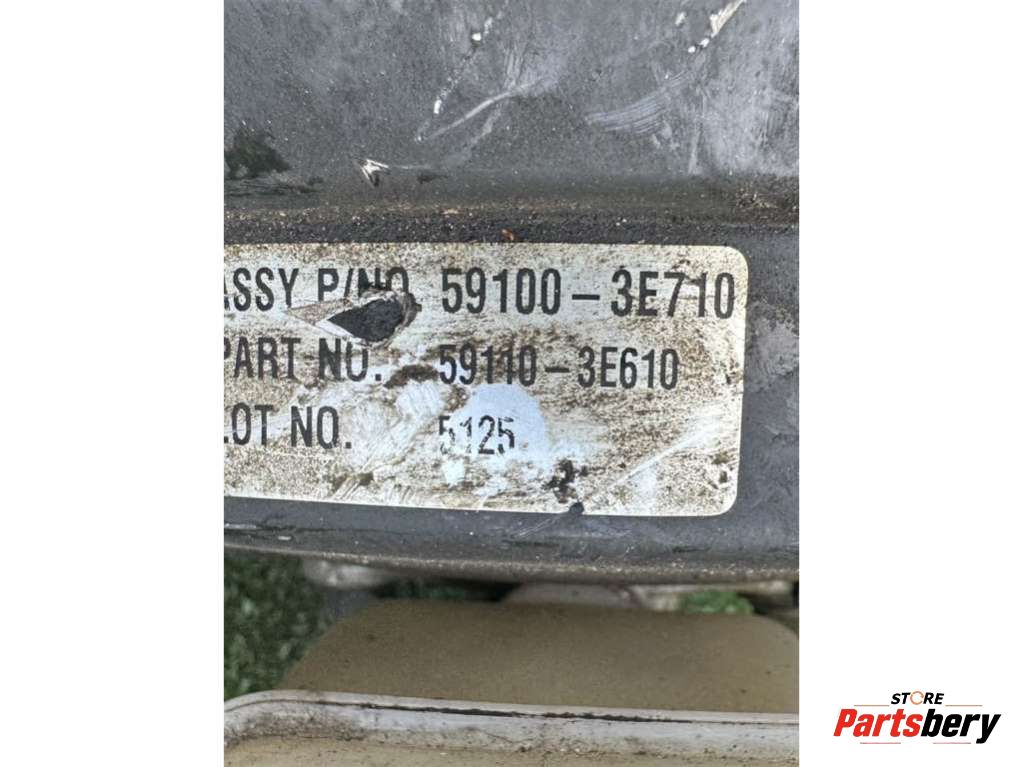 ASSY P/NO. 59100-3E710
PART NO. 59110-3E610
LOT NO. 5125
STORE
Partsbery